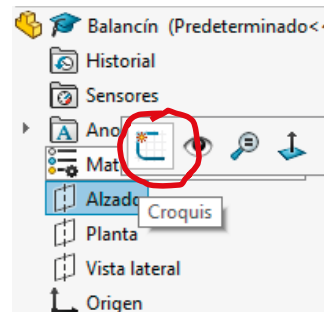 Balancín (Predeterminado<<
Historial
Sensores
A Ano
Mat
Alzado
Croquis
Planta
Vista lateral
Origen